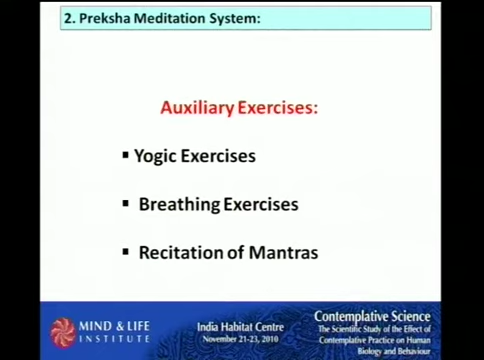 2. Preksha Meditation System:
Auxiliary Exercises:
▪ Yogic Exercises
▪ Breathing Exercises
▪ Recitation of Mantras
MIND & LIFE
INSTITUTE
India Habitat Centre
November 21-23, 2010
Contemplative Science
The Scientific Study of the Effect of
Contemplative Practice on Human
Biology and Behaviour